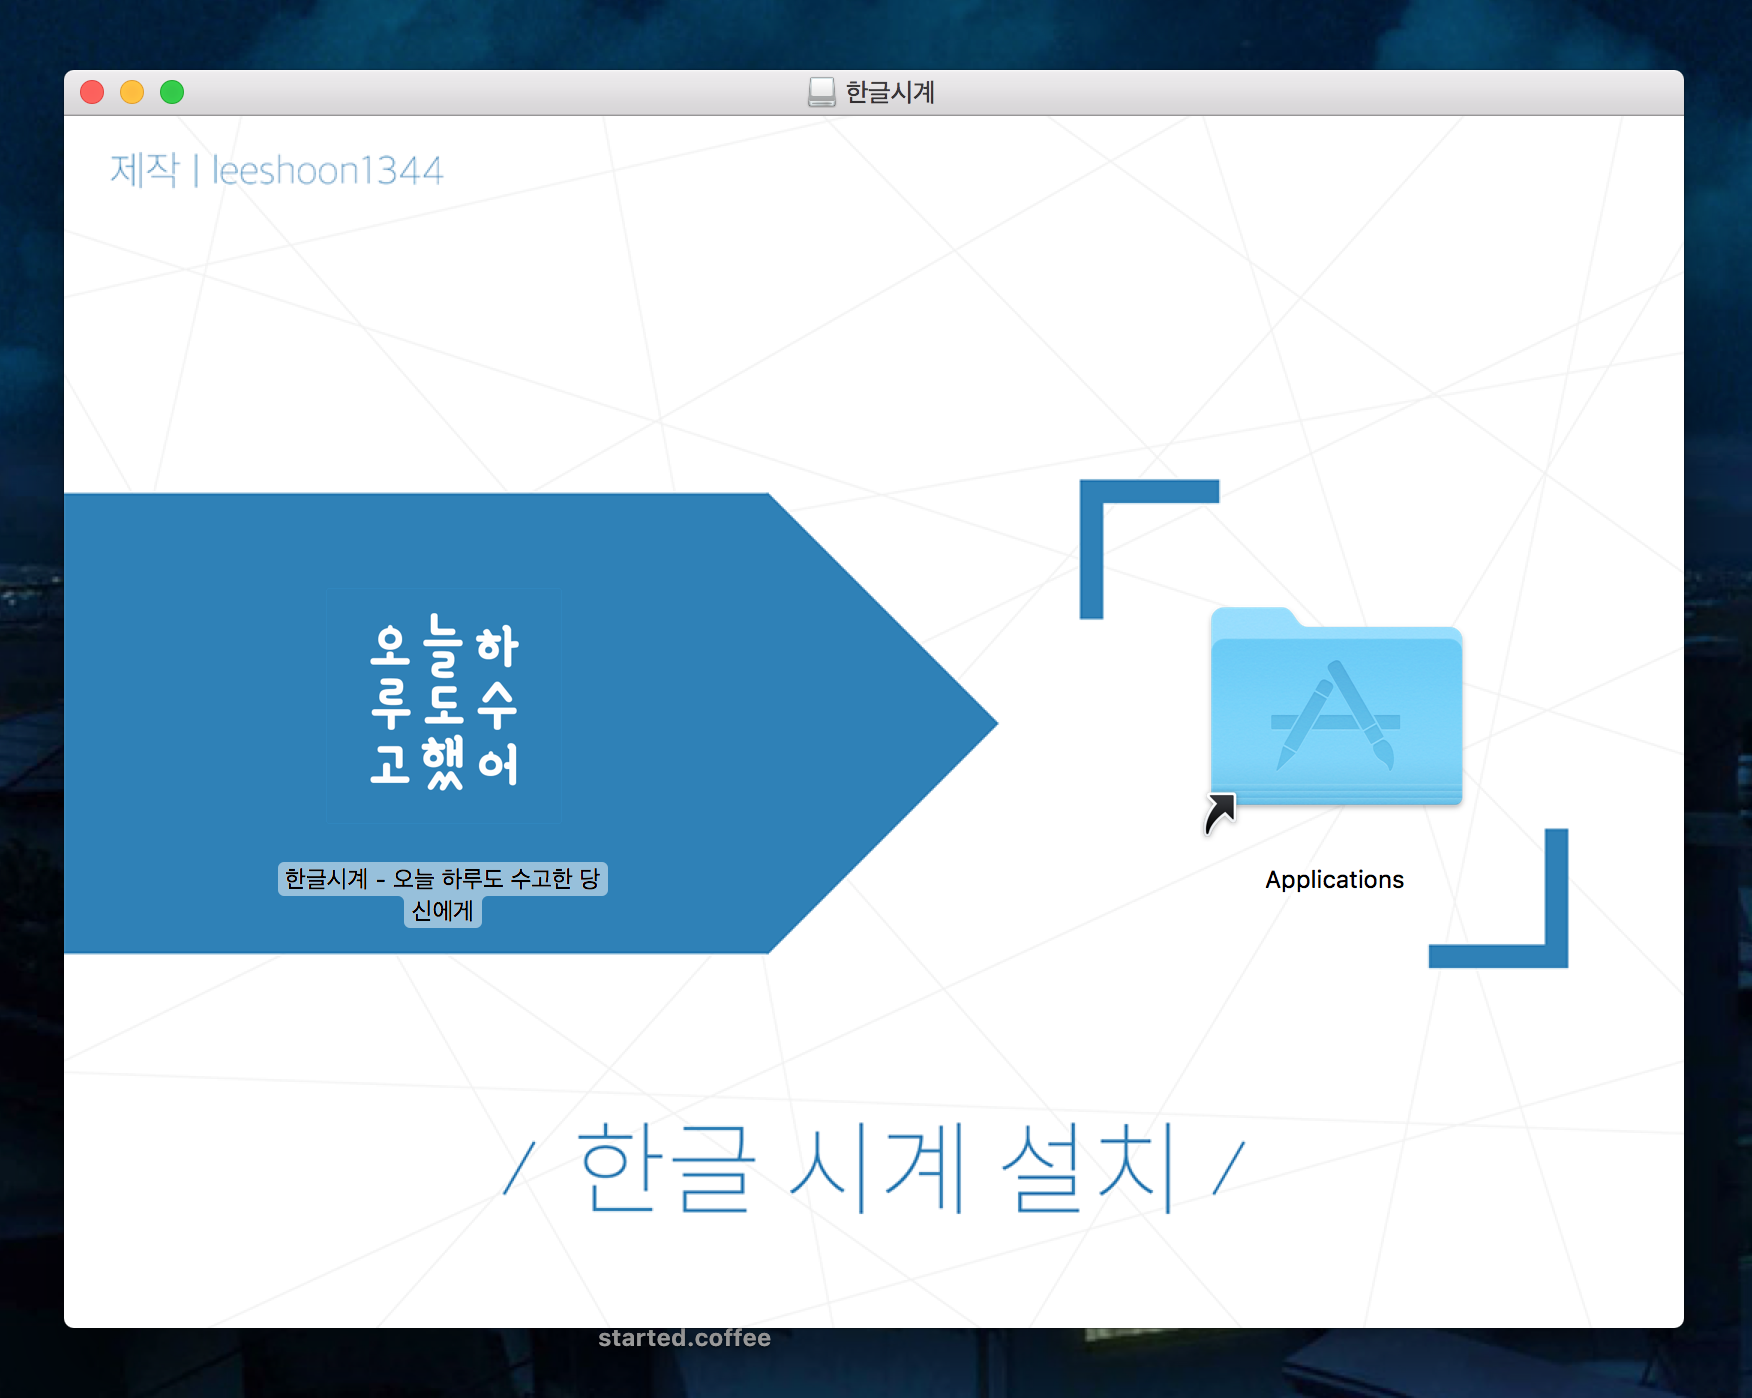 한글시계
제작 | leeshoon1344
오늘하
루도수
고했어
한글시계 - 오늘 하루도 수고한 당
신에게
Applications
/ 한글 시계 설치 /
started.coffee